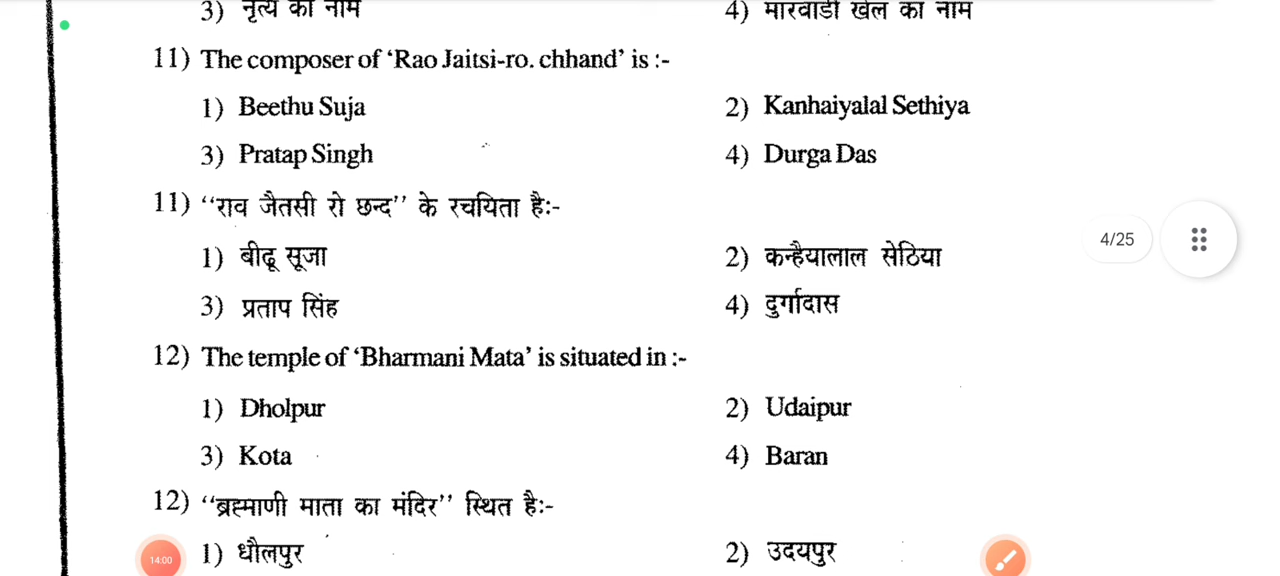 3) नृत्य का नाम 4) मारवाडी खेल का नाम
11) The composer of ‘Rao Jaitsi-ro. chhand’ is :-
1) Beethu Suja 2) Kanhaiyalal Sethiya
3) Pratap Singh 4) Durga Das
11) ‘‘राव जैतसी रो छन्द’’ के रचयिता है:-
1) बीठू सूजा 2) कन्हैयालाल सेठिया
3) प्रताप सिंह 4) दुर्गादास
4/25
12) The temple of ‘Bharmani Mata’ is situated in :-
1) Dholpur 2) Udaipur
3) Kota 4) Baran
12) ‘‘ब्रह्माणी माता का मंदिर’’ स्थित है:-
1) धौलपुर 2) उदयपुर
14:00